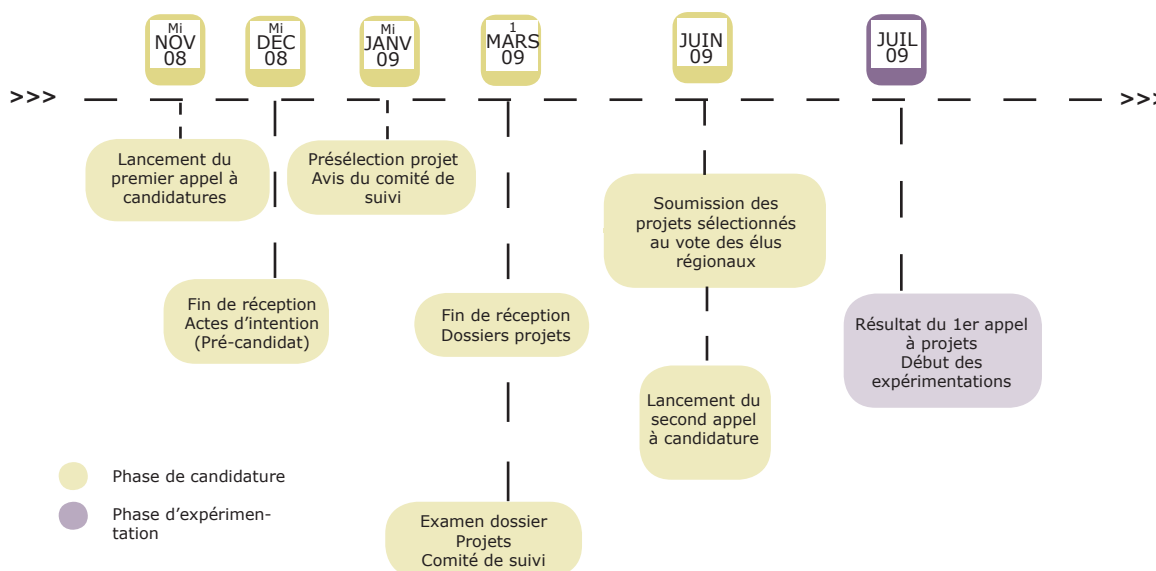 Mi
NOV
08
Mi
DEC
08
Mi
JANV
09
1
MARS
09
JUIN
09
JUIL
09
>>>
>>>
Lancement du
premier appel à
candidatures
Présélection projet
Avis du comité de
suivi
Soumission des
projets sélectionnés
au vote des élus
régionaux
Fin de réception
Actes d'intention
(Pré-candidat)
Fin de réception
Dossiers projets
Résultat du 1er appel
à projets
Début des
expérimentations
Lancement du
second appel
à candidature
Phase de candidature
Phase d'expérimen-
tation
Examen dossier
Projets
Comité de suivi